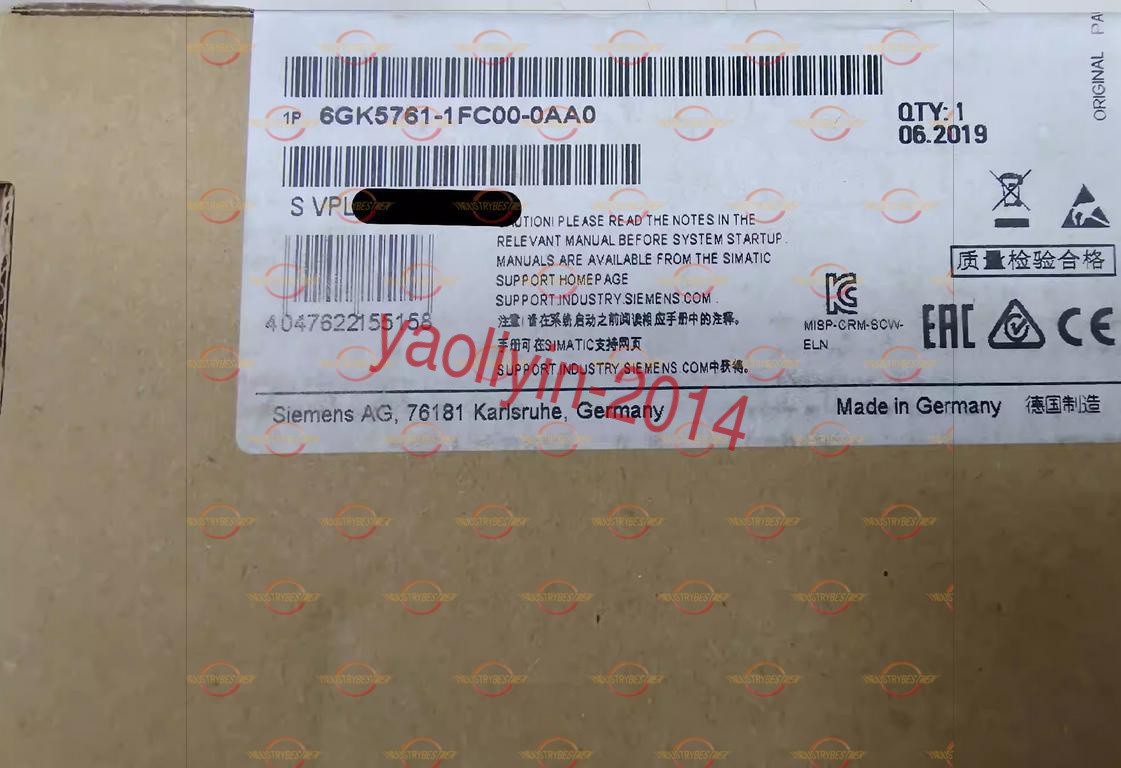 ORIGINAL PA
1P 6GK5761-1FC00-0AA0
QTY: 1
06.2019
S VPL
CAUTION! PLEASE READ THE NOTES IN THE
RELEVANT MANUAL BEFORE SYSTEM STARTUP.
MANUALS ARE AVAILABLE FROM THE SIMATIC
SUPPORT HOMEPAGE
SUPPORT.INDUSTRY.SIEMENS.COM.
注意!请在系统启动之前阅读相应手册中的注释。
手册可在SIMATIC支持网页
SUPPORT.INDUSTRY.SIEMENS.COM中获得。
4047622155158
质量检验合格
MISP-CRM-SCW-
ELN
EAC
CE
Siemens AG, 76181 Karlsruhe, Germany
Made in Germany 德国制造
yaoliyin-2014
INDUSTRYBESTNER